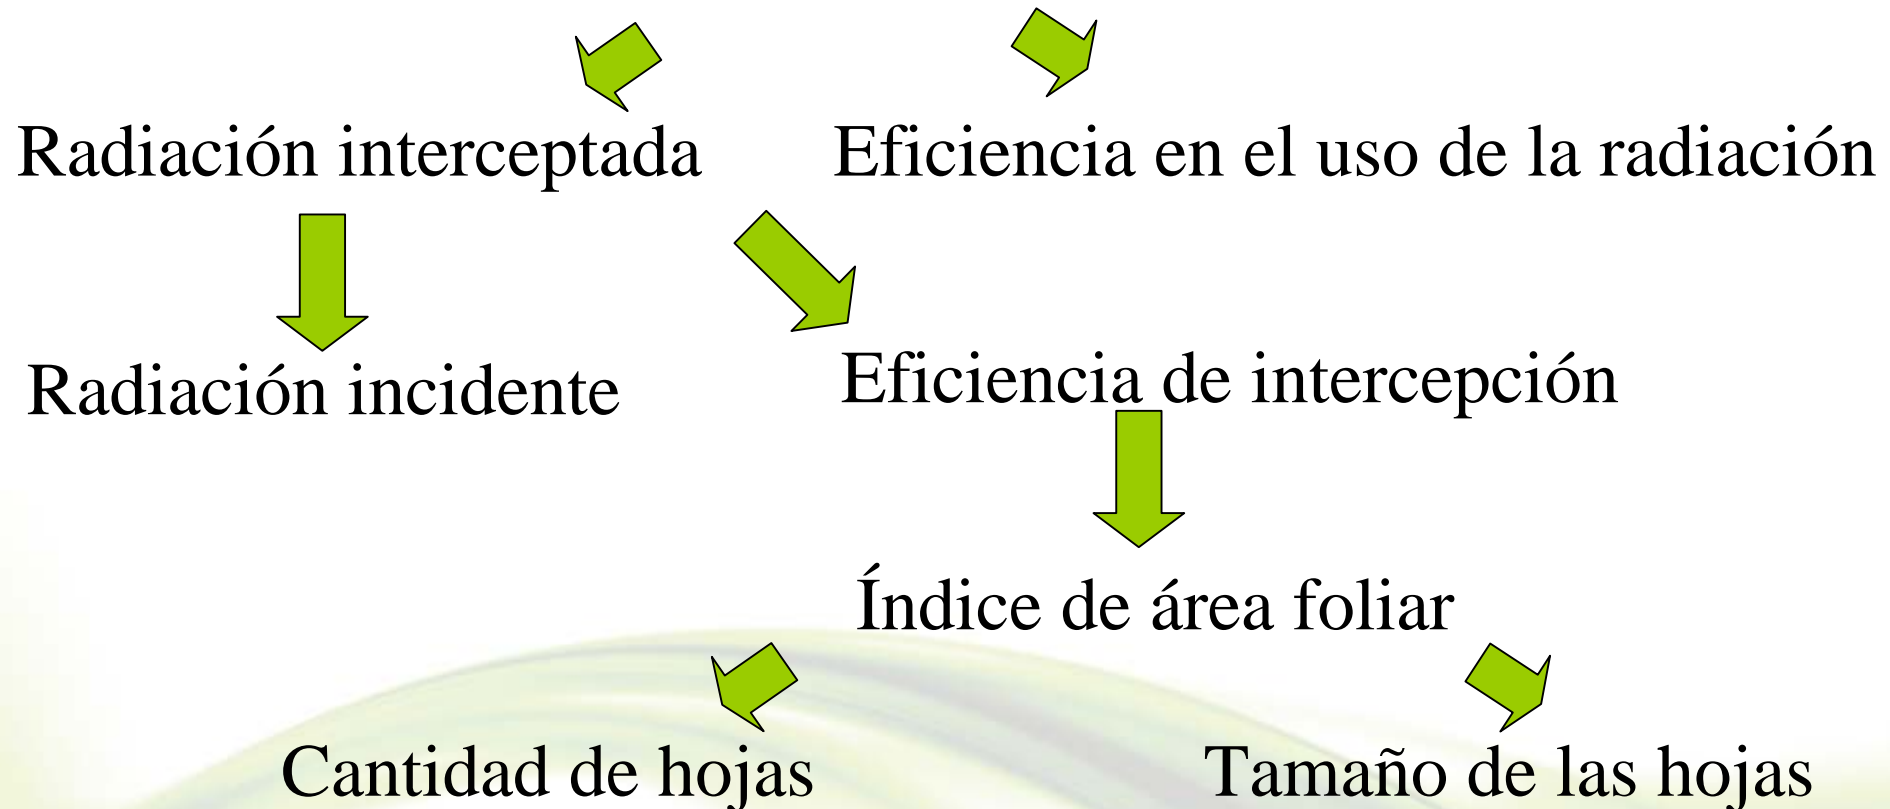 Radiación interceptada
Eficiencia en el uso de la radiación
Radiación incidente
Eficiencia de intercepción
Índice de área foliar
Cantidad de hojas
Tamaño de las hojas